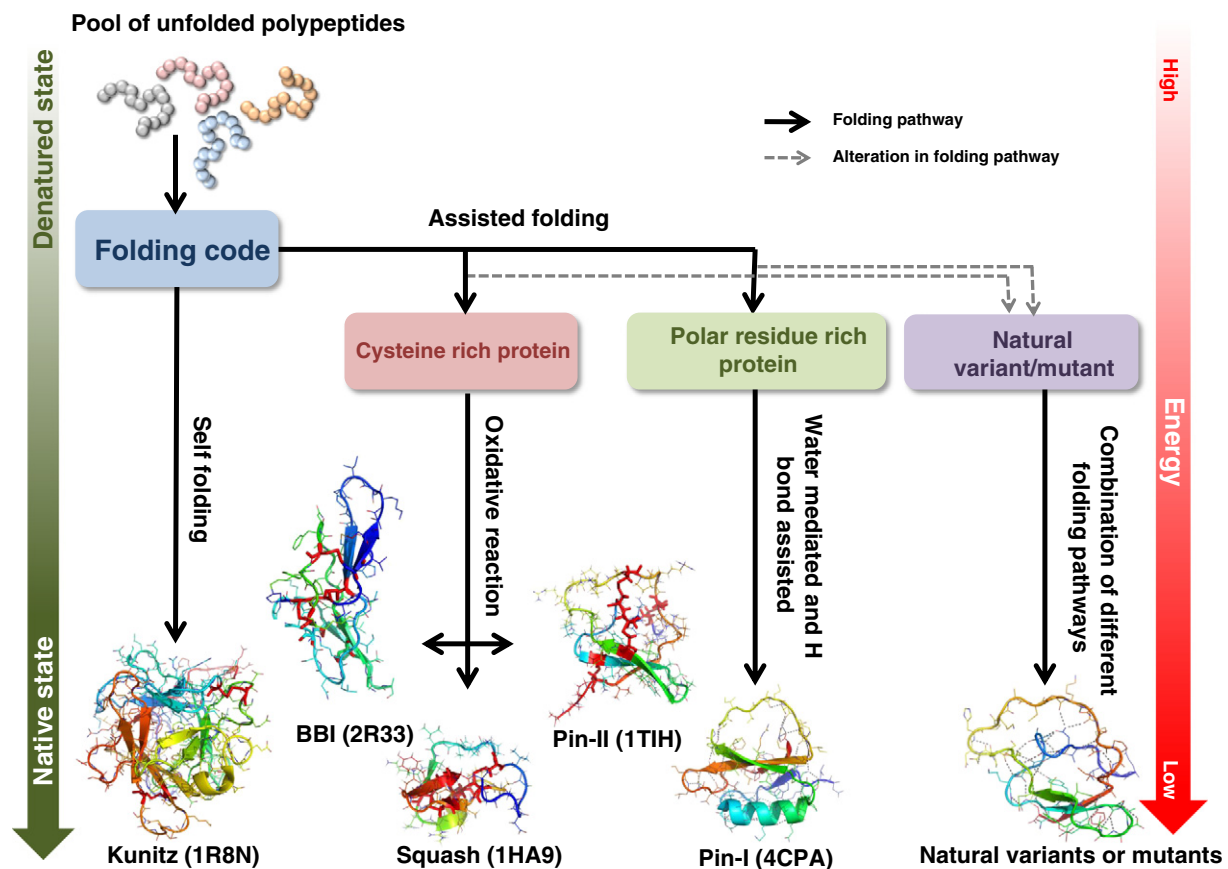 Pool of unfolded polypeptides
Denatured state
High
Folding pathway
Alteration in folding pathway
Assisted folding
Folding code
Cysteine rich protein
Polar residue rich
protein
Natural
variant/mutant
Self folding
Oxidative reaction
Water mediated and H
bond assisted
Combination of different
folding pathways
Energy
Native state
Low
BBI (2R33)
Pin-II (1TIH)
Kunitz (1R8N)
Squash (1HA9)
Pin-I (4CPA)
Natural variants or mutants